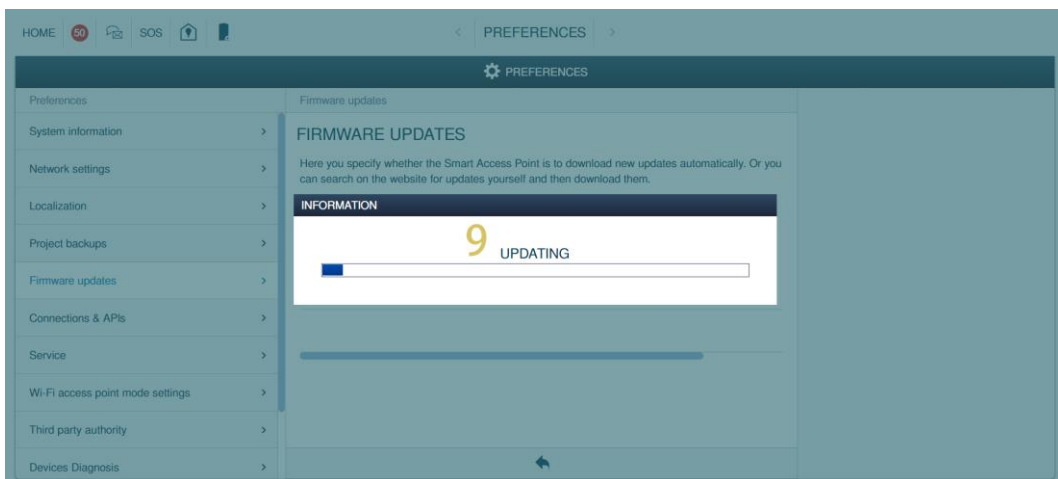 HOME 50 SOS < PREFERENCES >
PREFERENCES
Preferences
Firmware updates
System information >
FIRMWARE UPDATES
Network settings >
Here you specify whether the Smart Access Point is to download new updates automatically. Or you
can search on the website for updates yourself and then download them.
Localization >
INFORMATION
Project backups >
9 UPDATING
Firmware updates >
Connections & APIs >
Service >
Wi-Fi access point mode settings >
Third party authority >
Devices Diagnosis >